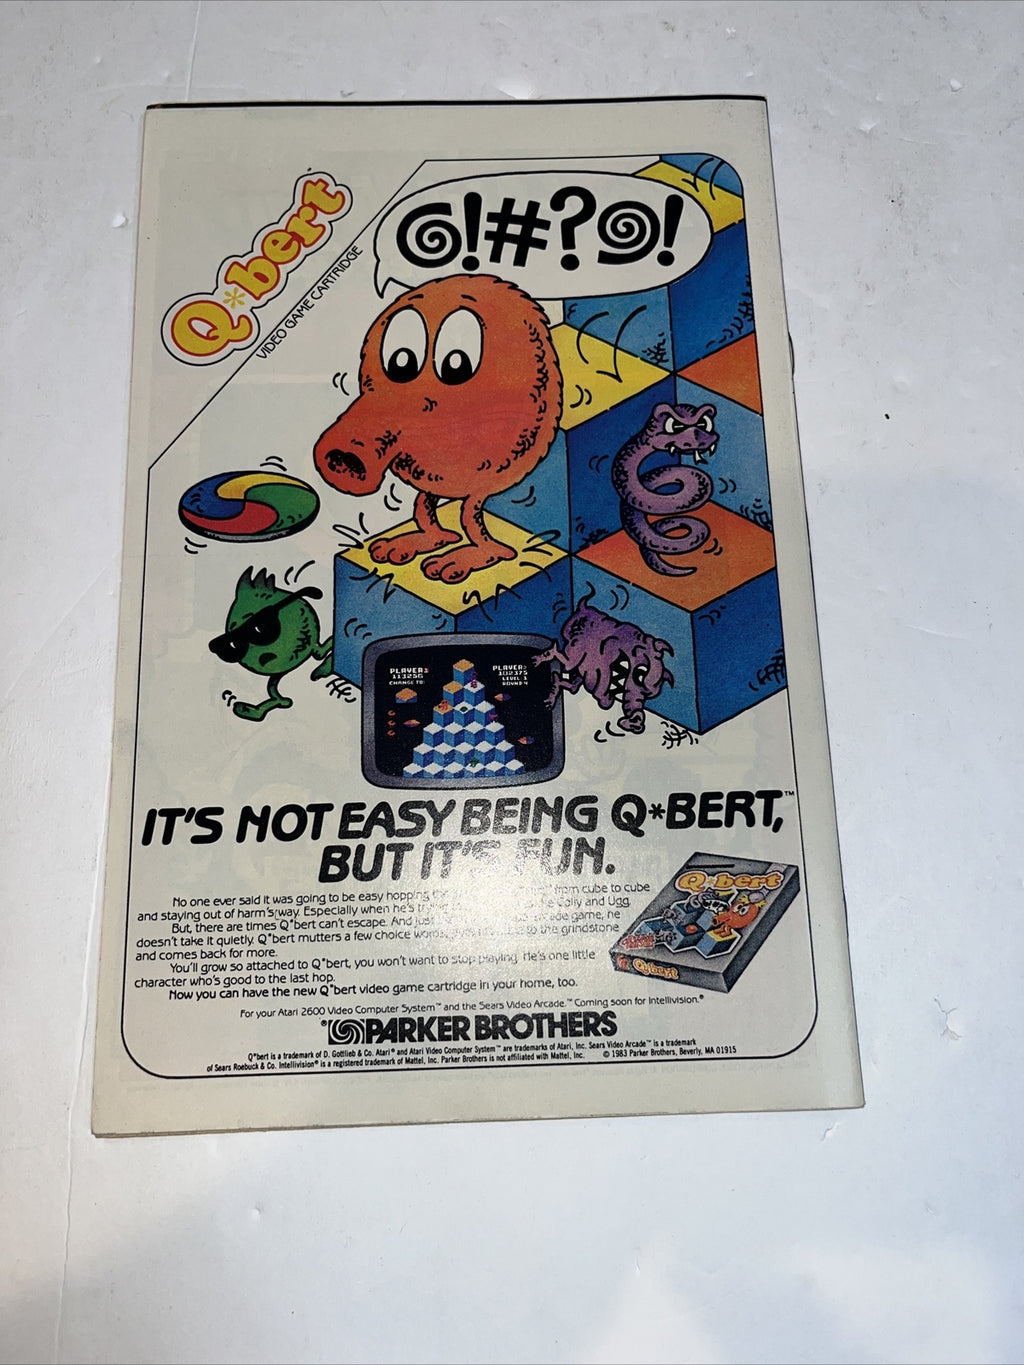 Q*bert
VIDEO GAME CARTRIDGE
@!#?@!
PLAYER1
PLAYER2
CHANGE TO:
LEVEL
ROUND
IT'S NOT EASY BEING Q*BERT,™
BUT IT'S FUN.
No one ever said it was going to be easy hopping from cube to cube
and staying out of harm's way. Especially when he's and Ugg.
But, there are times Q*bert can't escape. And just game, he
doesn't take it quietly. Q*bert mutters a few choice to the grindstone
and comes back for more.
You'll grow so attached to Q*bert, you won't want to stop playing. He's one little
character who's good to the last hop.
Now you can have the new Q*bert video game cartridge in your home, too.
Q*bert
Q*bert
For your Atari 2600 Video Computer System™ and the Sears Video Arcade.™ Coming soon for Intellivision.®
PARKER BROTHERS
Q*bert is a trademark of D. Gottlieb & Co. Atari® and Atari Video Computer System™ are trademarks of Atari, Inc. Sears Video Arcade™ is a trademark
of Sears Roebuck & Co. Intellivision® is a registered trademark of Mattel, Inc. Parker Brothers is not affiliated with Mattel, Inc. © 1983 Parker Brothers, Beverly, MA 01915